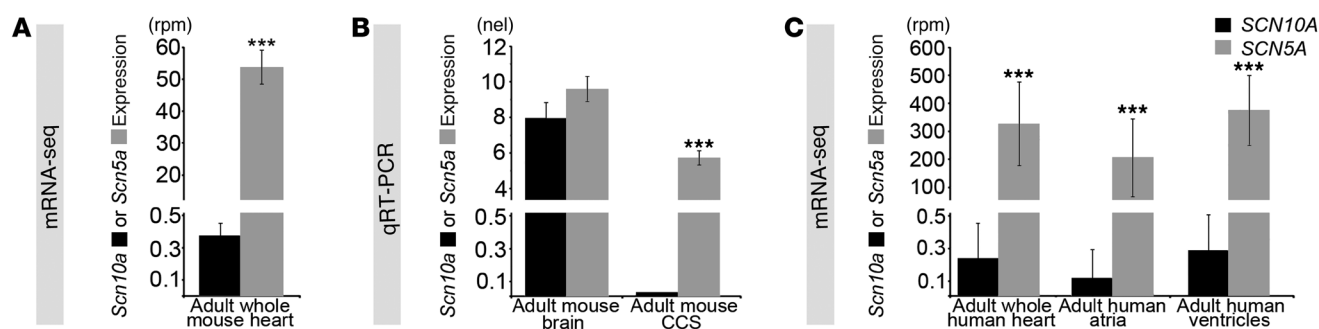 A
mRNA-seq
Scn10a or Scn5a Expression
(rpm)
60
50
40
30
20
0.5
0.3
0.1
***
Adult whole
mouse heart
B
qRT-PCR
Scn10a or Scn5a Expression
(nel)
12
10
8
6
4
0.5
0.3
0.1
***
Adult mouse
brain
Adult mouse
CCS
C
mRNA-seq
Scn10a or Scn5a Expression
(rpm)
600
500
400
300
200
100
0.5
0.3
0.1
***
***
***
SCN10A
SCN5A
Adult whole
human heart
Adult human
atria
Adult human
ventricles